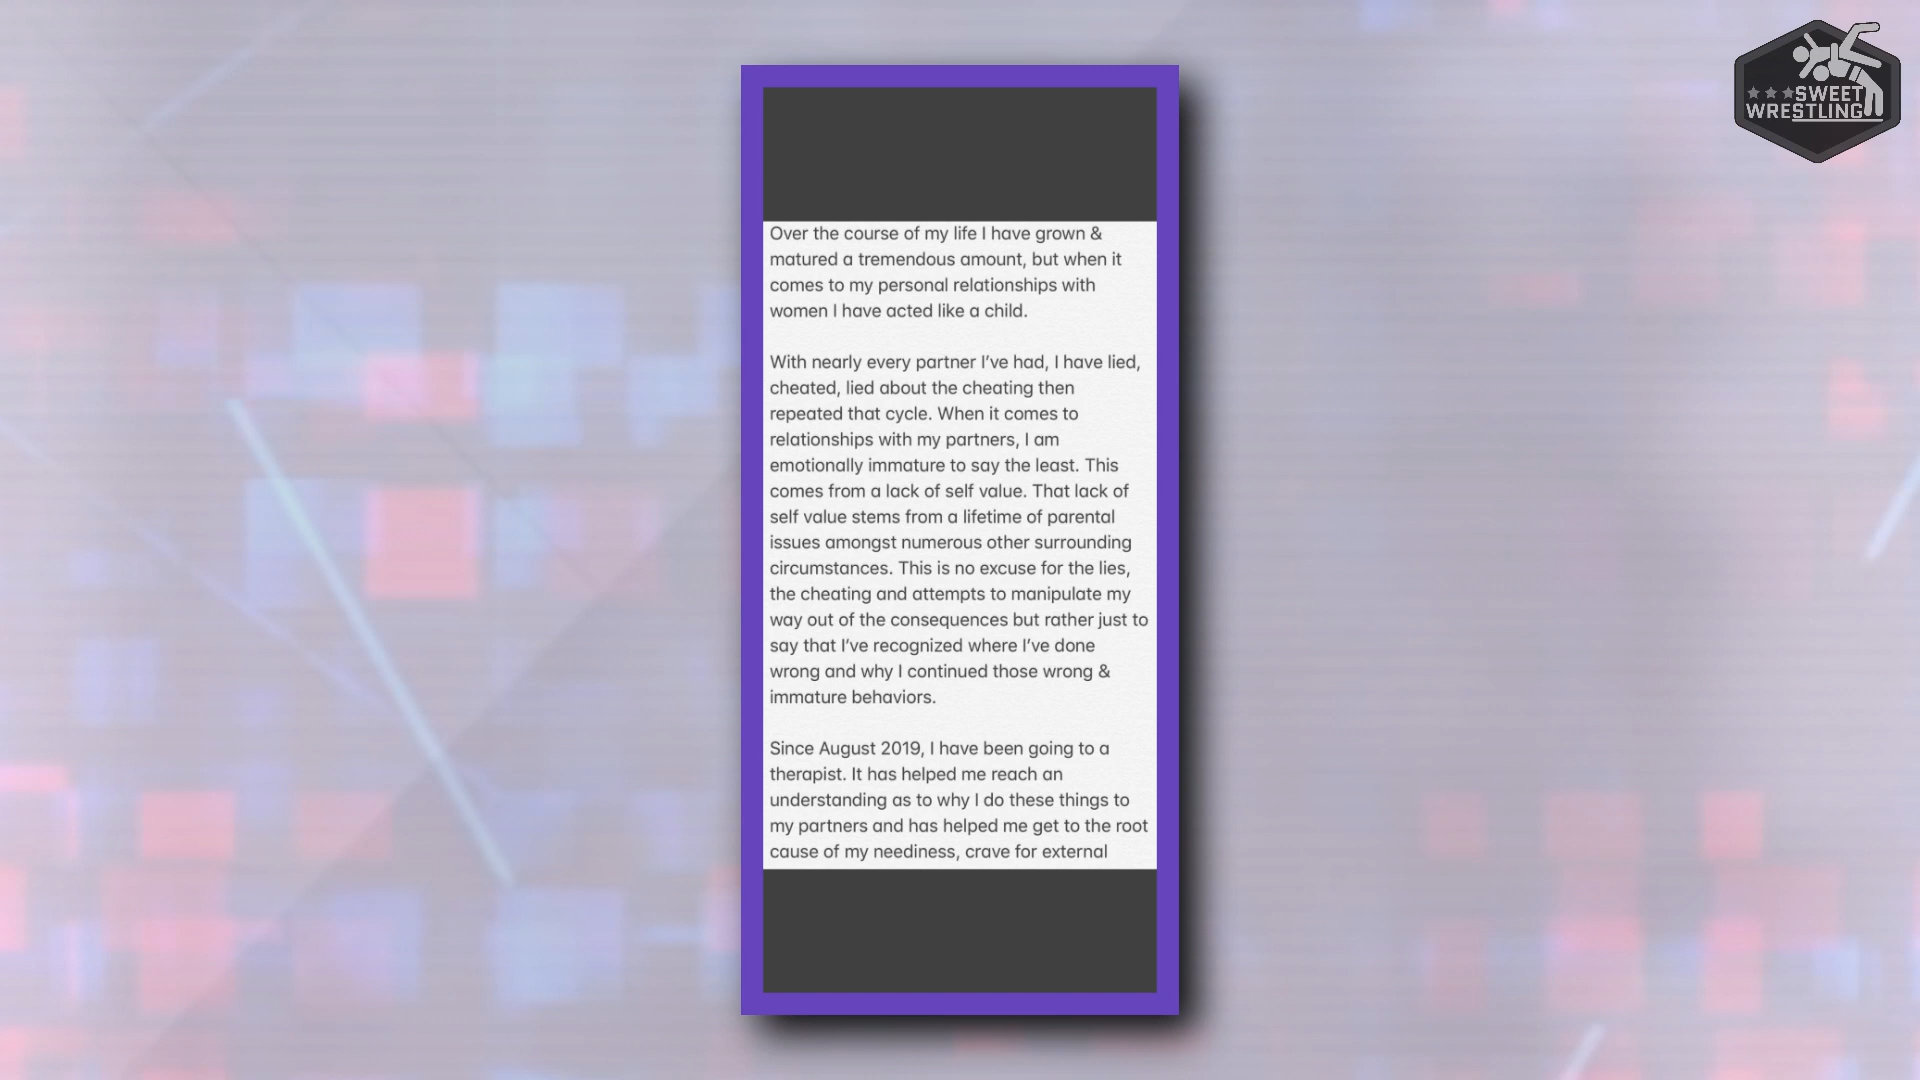 SWEET
WRESTLING
Over the course of my life I have grown &
matured a tremendous amount, but when it
comes to my personal relationships with
women I have acted like a child.
With nearly every partner I've had, I have lied,
cheated, lied about the cheating then
repeated that cycle. When it comes to
relationships with my partners, I am
emotionally immature to say the least. This
comes from a lack of self value. That lack of
self value stems from a lifetime of parental
issues amongst numerous other surrounding
circumstances. This is no excuse for the lies,
the cheating and attempts to manipulate my
way out of the consequences but rather just to
say that I've recognized where I've done
wrong and why I continued those wrong &
immature behaviors.
Since August 2019, I have been going to a
therapist. It has helped me reach an
understanding as to why I do these things to
my partners and has helped me get to the root
cause of my neediness, crave for external